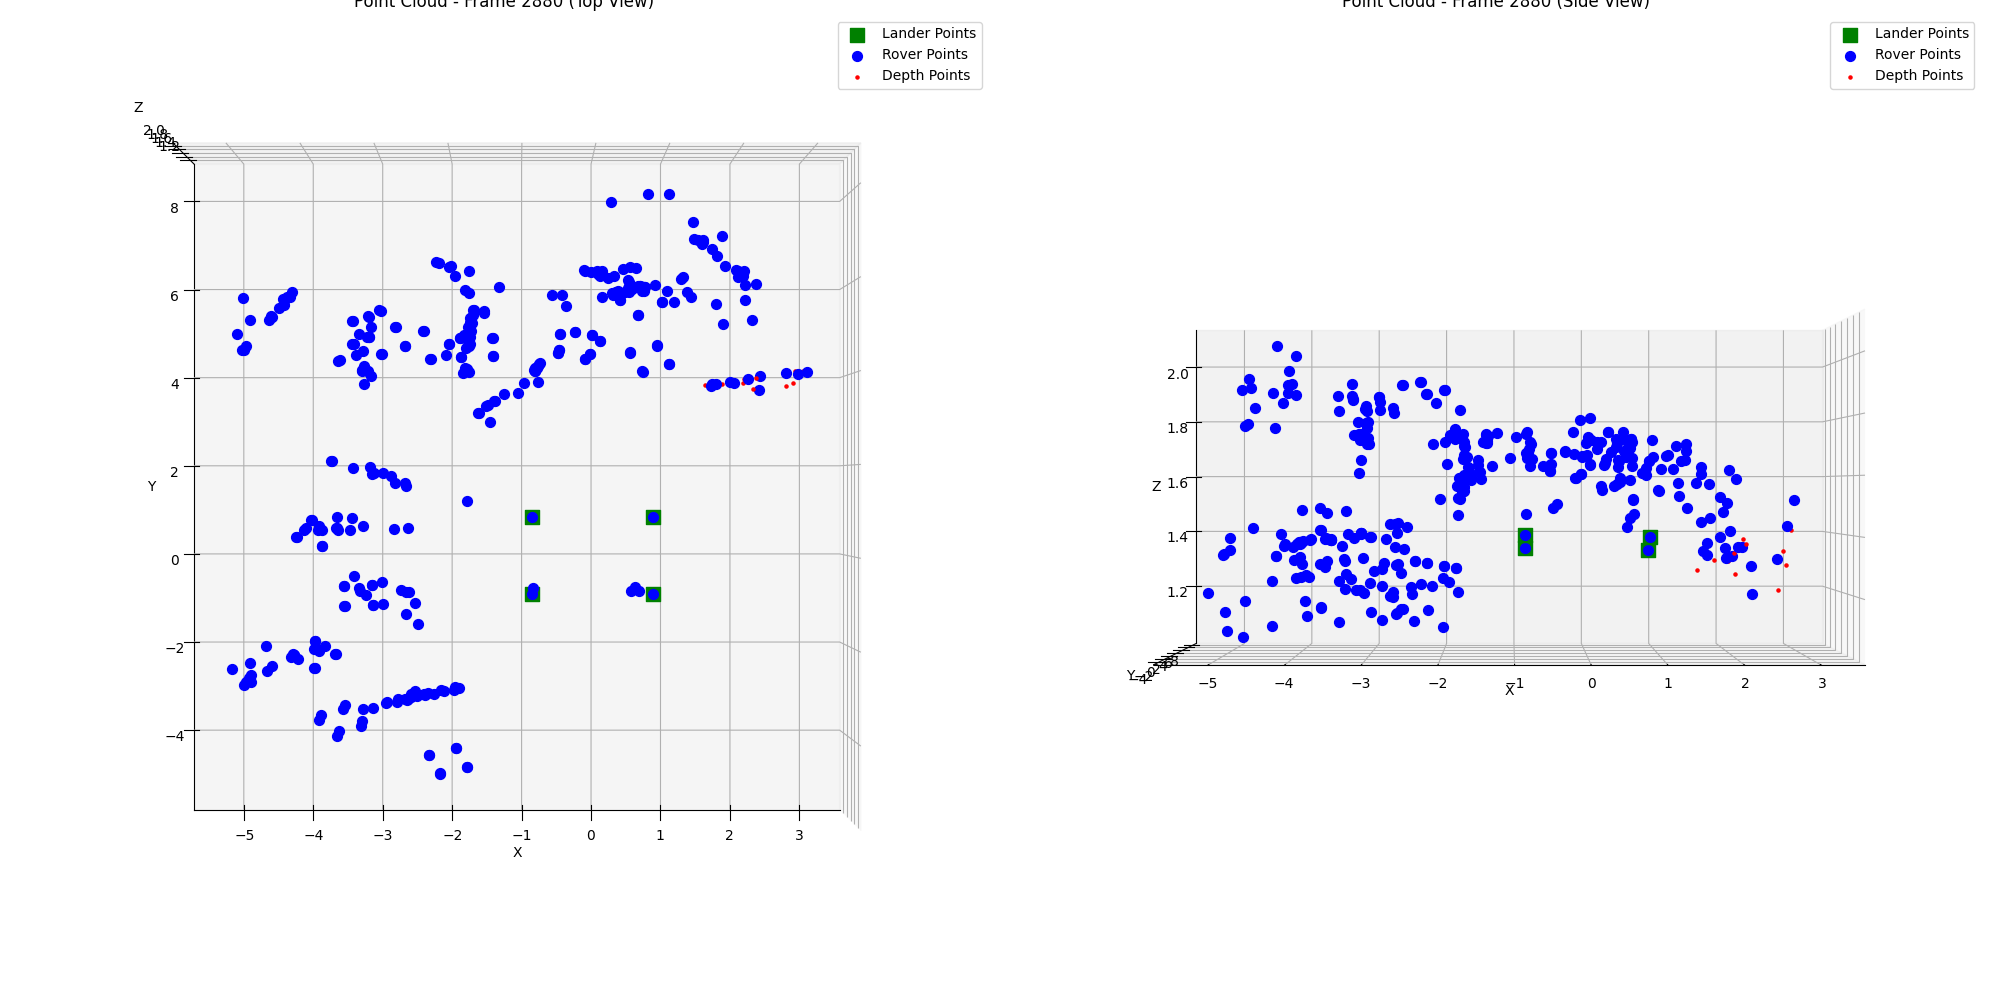 Point Cloud - Frame 2880 (Top View)
Lander Points
Rover Points
Depth Points
Z
2.0
8
6
4
2
0
−2
−4
Y
−5 −4 −3 −2 −1 0 1 2 3
X
Point Cloud - Frame 2880 (Side View)
Lander Points
Rover Points
Depth Points
2.0
1.8
1.6
1.4
1.2
Z
Y
−5 −4 −3 −2 −1 0 1 2 3
X